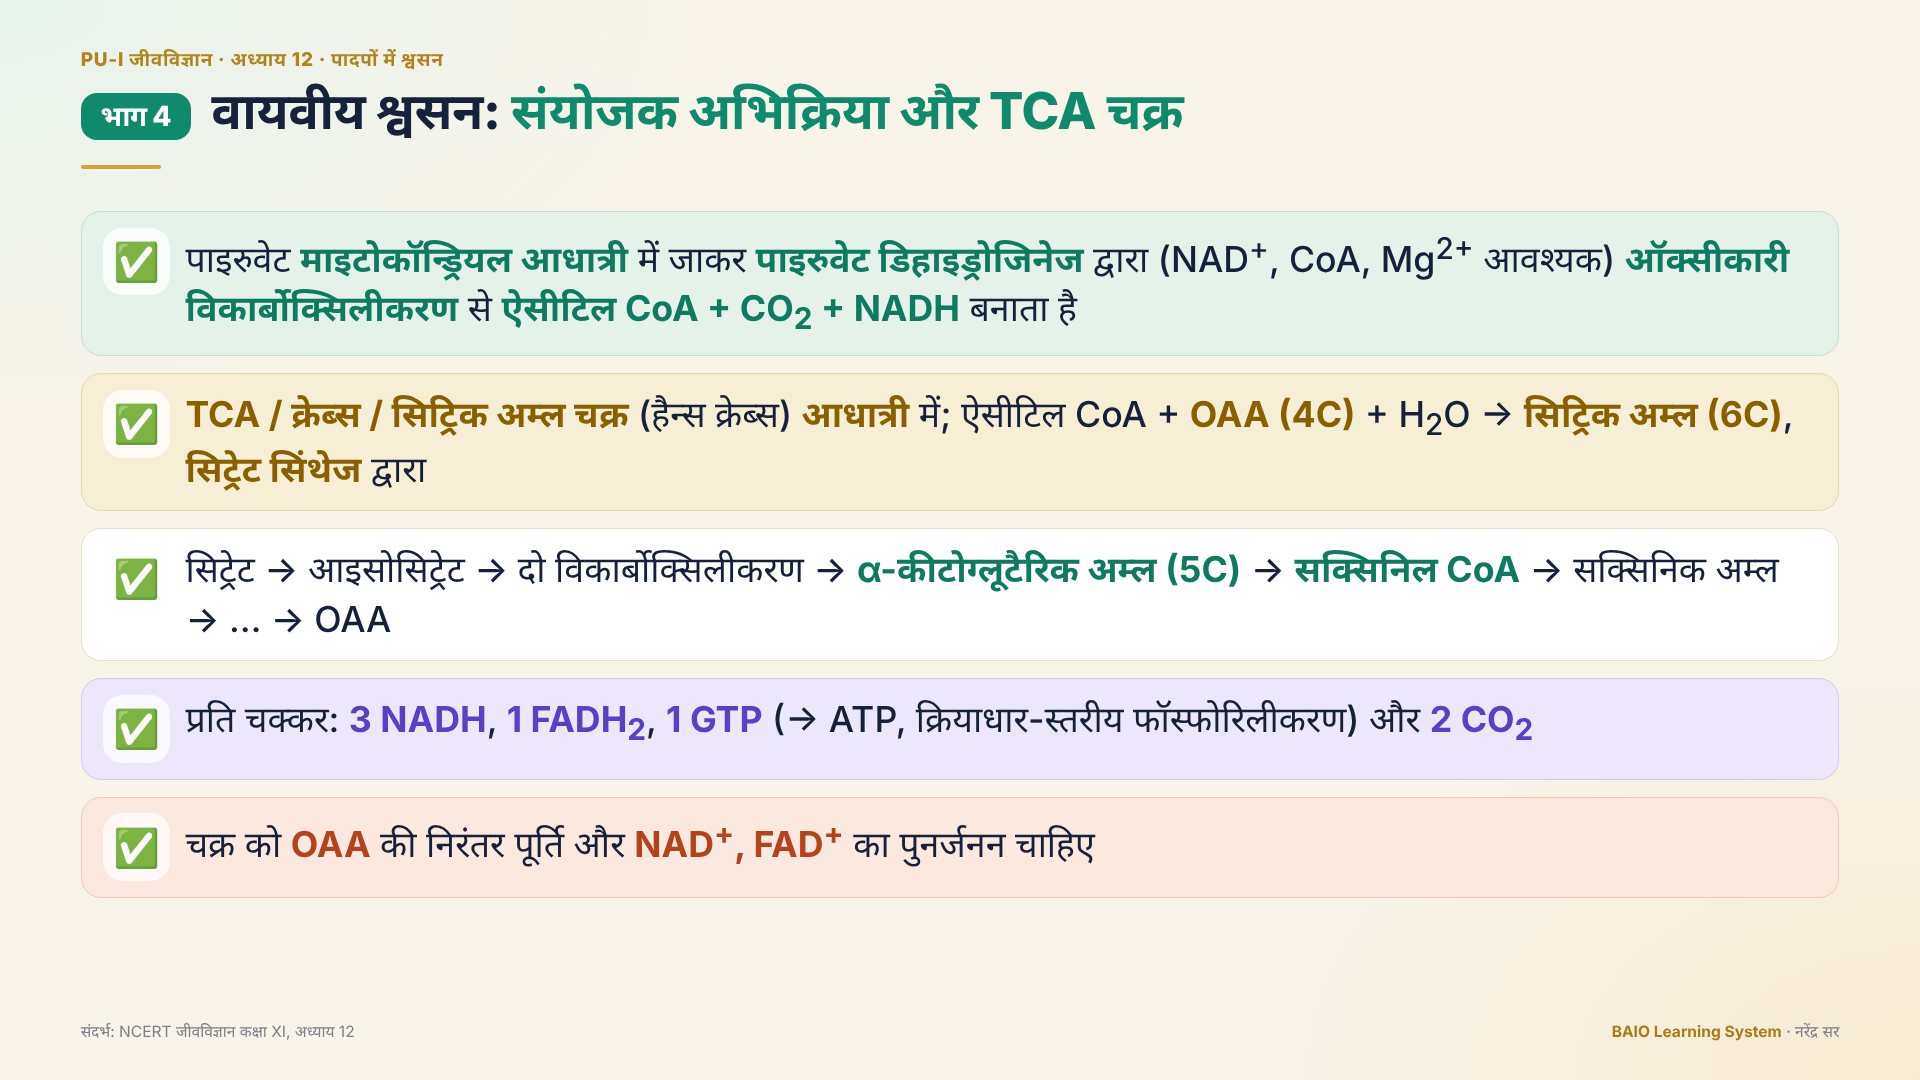 PU-I जीवविज्ञान · अध्याय 12 · पादपों में श्वसन
भाग 4 वायवीय श्वसन: संयोजक अभिक्रिया और TCA चक्र
✅ पाइरुवेट माइटोकॉन्ड्रियल आधात्री में जाकर पाइरुवेट डिहाइड्रोजिनेज द्वारा (NAD⁺, CoA, Mg²⁺ आवश्यक) ऑक्सीकारी
विकार्बोक्सिलीकरण से ऐसीटिल CoA + CO₂ + NADH बनाता है
✅ TCA / क्रेब्स / सिट्रिक अम्ल चक्र (हैन्स क्रेब्स) आधात्री में; ऐसीटिल CoA + OAA (4C) + H₂O → सिट्रिक अम्ल (6C),
सिट्रेट सिंथेज द्वारा
✅ सिट्रेट → आइसोसिट्रेट → दो विकार्बोक्सिलीकरण → α-कीटोग्लूटैरिक अम्ल (5C) → सक्सिनिल CoA → सक्सिनिक अम्ल
→ ... → OAA
✅ प्रति चक्कर: 3 NADH, 1 FADH₂, 1 GTP (→ ATP, क्रियाधार-स्तरीय फॉस्फोरिलीकरण) और 2 CO₂
✅ चक्र को OAA की निरंतर पूर्ति और NAD⁺, FAD⁺ का पुनर्जनन चाहिए
संदर्भ: NCERT जीवविज्ञान कक्षा XI, अध्याय 12
BAIO Learning System · नरेंद्र सर